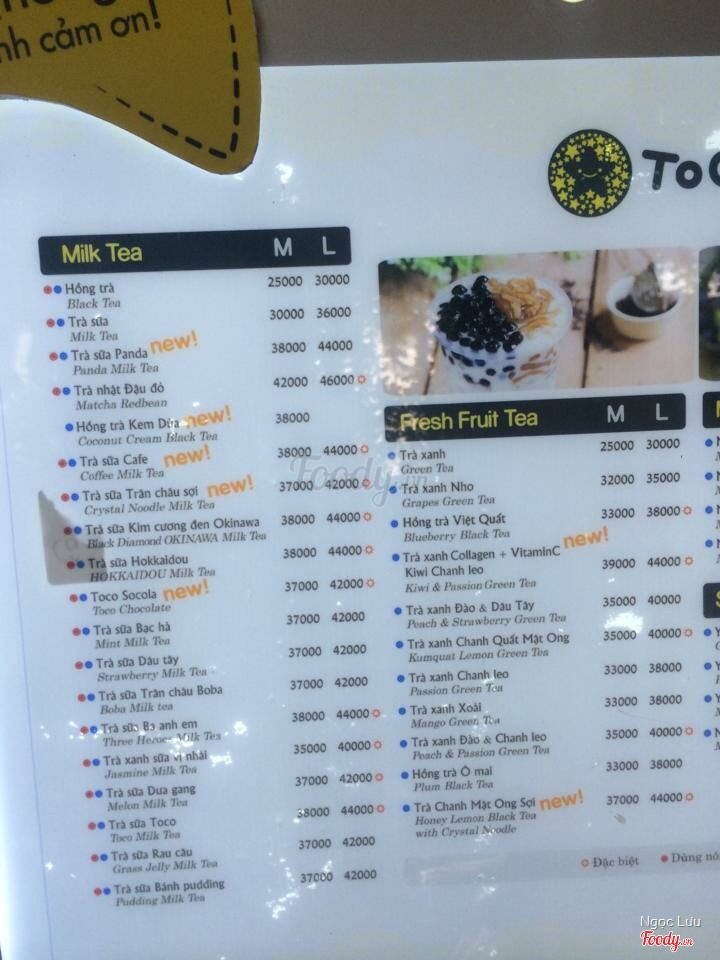 nh cảm ơn!
Milk Tea M L
Hồng trà 25000 30000
Black Tea
Trà sữa 30000 36000
Milk Tea
Trà sữa Panda new! 38000 44000
Panda Milk Tea
Trà nhật Đậu đỏ 42000 46000
Matcha Redbean
Hồng trà Kem Dừa new! 38000
Coconut Cream Black Tea
Trà sữa Cafe new! 38000 44000
Coffee Milk Tea
Trà sữa Trân châu sợi new! 37000 42000
Crystal Noodle Milk Tea
Trà sữa Kim cương đen Okinawa 38000 44000
Black Diamond OKINAWA Milk Tea
Trà sữa Hokkaidou 38000 44000
HOKKAIDOU Milk Tea
Toco Socola new! 37000 42000
Toco Chocolate
Trà sữa Bạc hà 37000 42000
Mint Milk Tea
Trà sữa Dâu tây 37000 42000
Strawberry Milk Tea
Trà sữa Trân châu Boba 37000 42000
Boba Milk tea
Trà sữa Ba anh em 38000 44000
Three Heroes Milk Tea
Trà xanh sữa vị nhài 35000 40000
Jasmine Milk Tea
Trà sữa Dưa gang 37000 42000
Melon Milk Tea
Trà sữa Toco 38000 44000
Toco Milk Tea
Trà sữa Rau câu 37000 42000
Grass Jelly Milk Tea
Trà sữa Bánh pudding 37000 42000
Pudding Milk Tea
Fresh Fruit Tea M L
Trà xanh 25000 30000
Green Tea
Trà xanh Nho 32000 35000
Grapes Green Tea
Hồng trà Việt Quất 33000 38000
Blueberry Black Tea
Trà xanh Collagen + VitaminC new!
Kiwi Chanh leo 39000 44000
Kiwi & Passion Green Tea
Trà xanh Đào & Dâu Tây 35000 40000
Peach & Strawberry Green Tea
Trà xanh Chanh Quất Mật Ong 35000 40000
Kumquat Lemon Green Tea
Trà xanh Chanh leo 33000 38000
Passion Green Tea
Trà xanh Xoài 33000 38000
Mango Green Tea
Trà xanh Đào & Chanh leo 35000 40000
Peach & Passion Green Tea
Hồng trà Ô mai 33000 38000
Plum Black Tea
Trà Chanh Mật Ong Sợi new! 37000 44000
Honey Lemon Black Tea
with Crystal Noodle
Đặc biệt Dùng nó
Foody.vn
Ngọc Lưu
Foody.vn